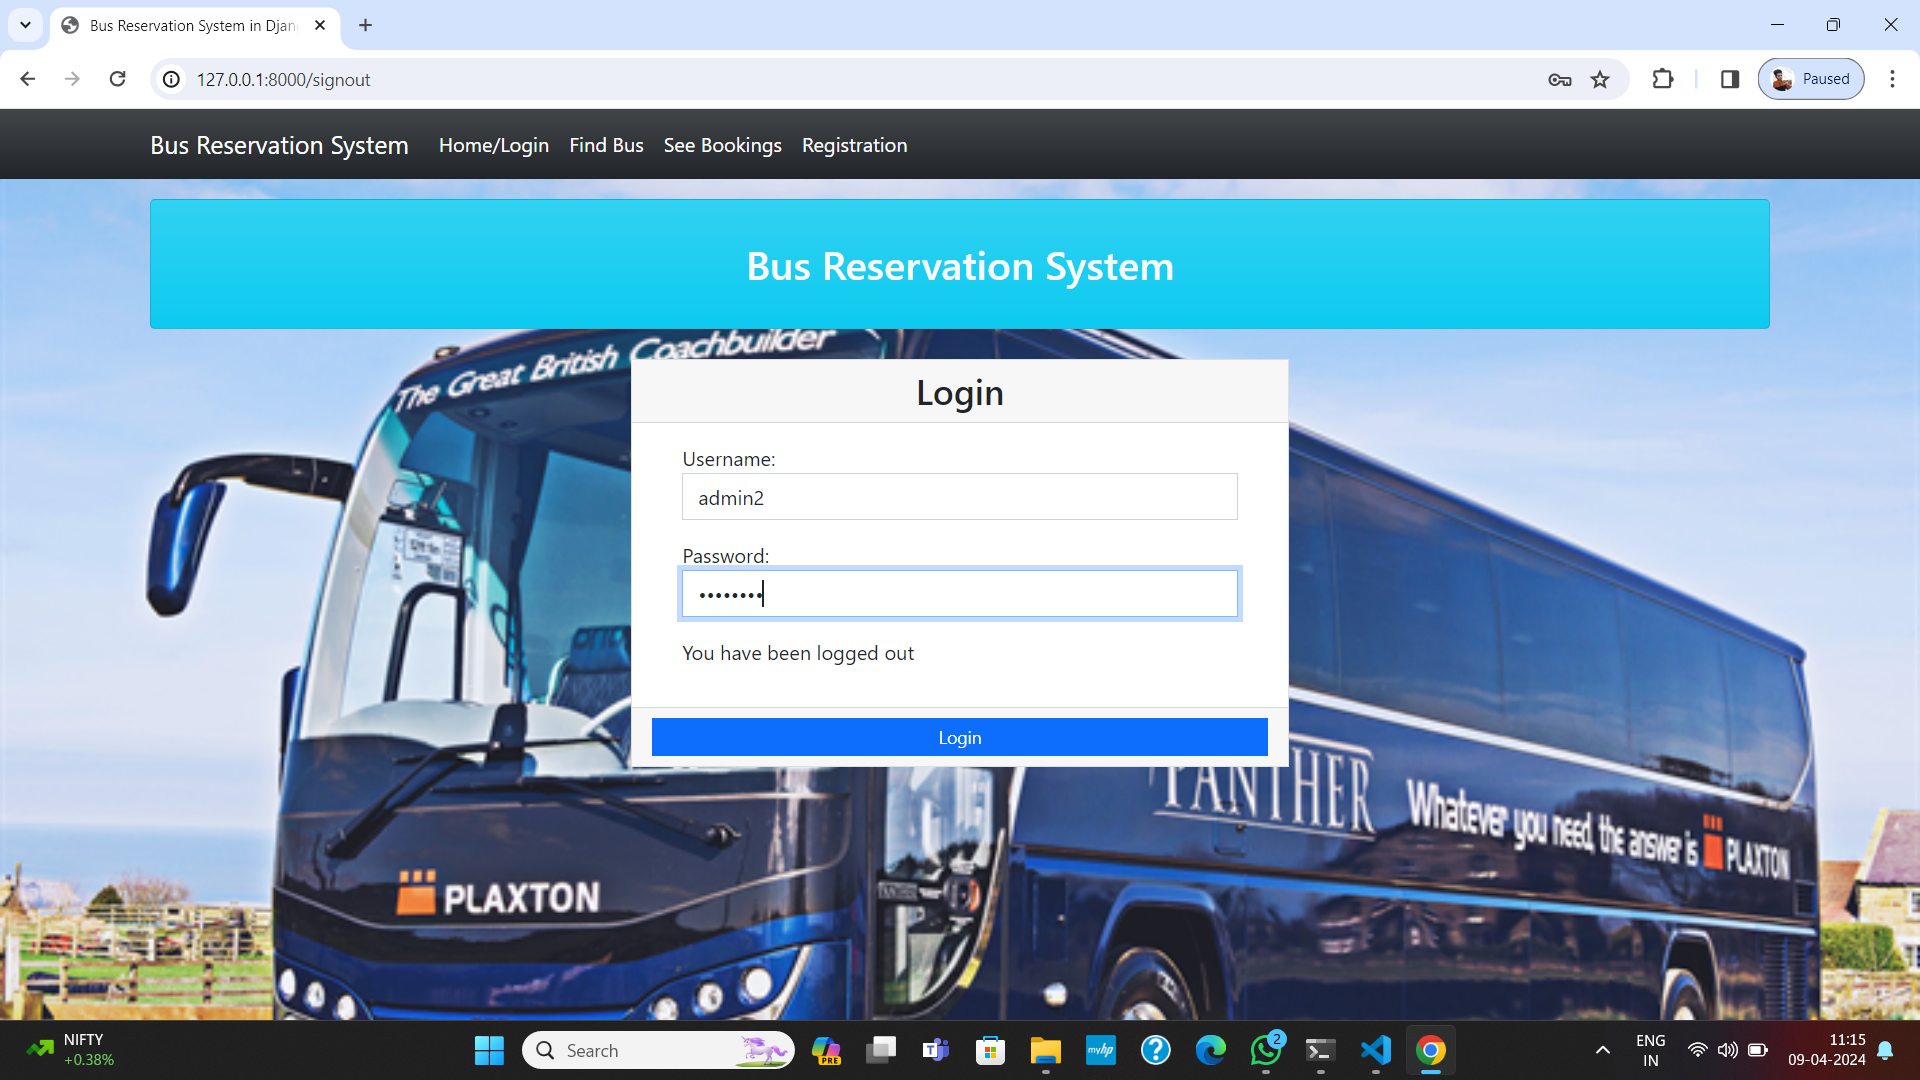 Bus Reservation System in Djan
127.0.0.1:8000/signout
Paused
Bus Reservation System Home/Login Find Bus See Bookings Registration
Bus Reservation System
The Great British Coachbuilder
Login
Username:
admin2
Password:
••••••••
You have been logged out
Login
PANTHER
Whatever you need, the answer is PLAXTON
PLAXTON
PANTHER
NIFTY
+0.38%
Search
PRE
myhp
2
ENG
IN
11:15
09-04-2024